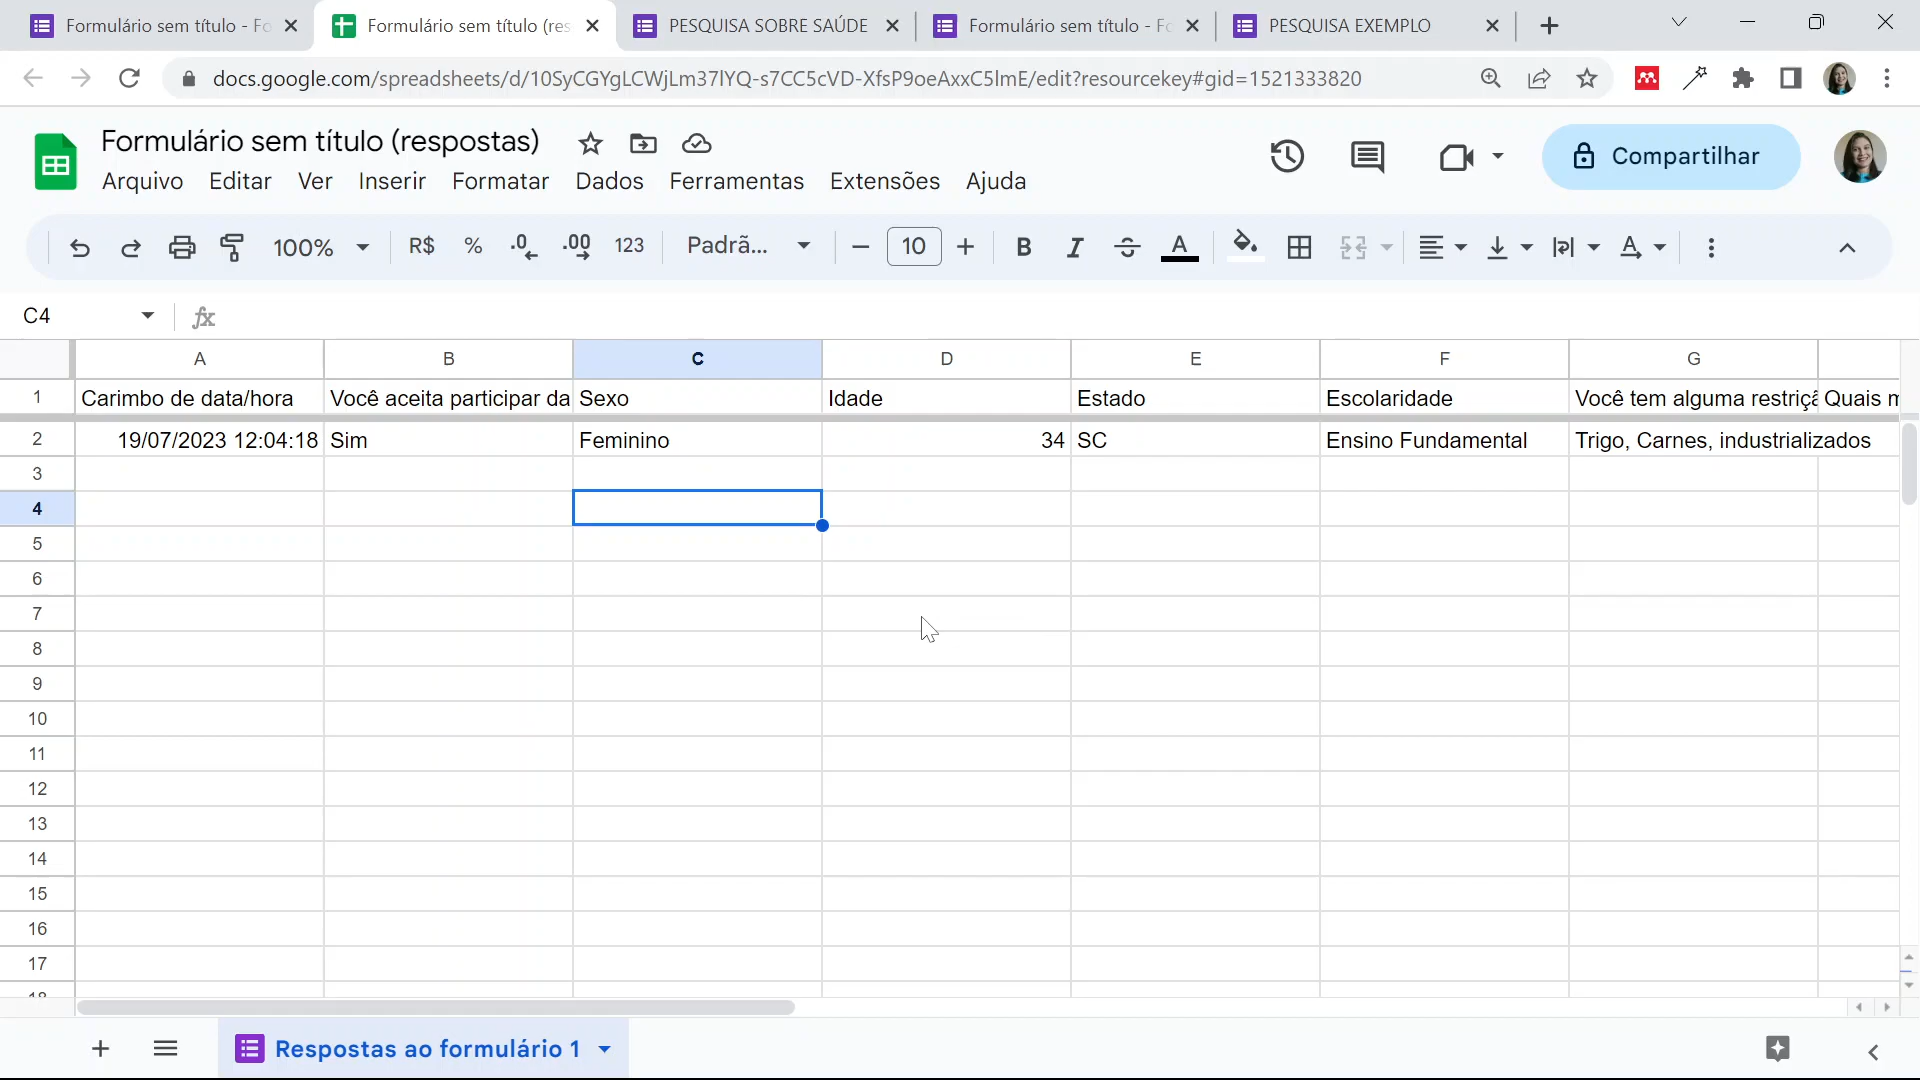 Formulário sem título - Fo
Formulário sem título (res
PESQUISA SOBRE SAÚDE
Formulário sem título - Fo
PESQUISA EXEMPLO
docs.google.com/spreadsheets/d/10SyCGYgLCWjLm37lYQ-s7CC5cVD-XfsP9oeAxxC5lmE/edit?resourcekey#gid=1521333820
Formulário sem título (respostas)
Arquivo Editar Ver Inserir Formatar Dados Ferramentas Extensões Ajuda
Compartilhar
100% R$ % .0 .00 123 Padrã... 10 B I A A
C4 fx
A B C D E F G
1 Carimbo de data/hora Você aceita participar da Sexo Idade Estado Escolaridade Você tem alguma restriçã Quais m
2 19/07/2023 12:04:18 Sim Feminino 34 SC Ensino Fundamental Trigo, Carnes, industrializados
3
4
5
6
7
8
9
10
11
12
13
14
15
16
17
18
Respostas ao formulário 1